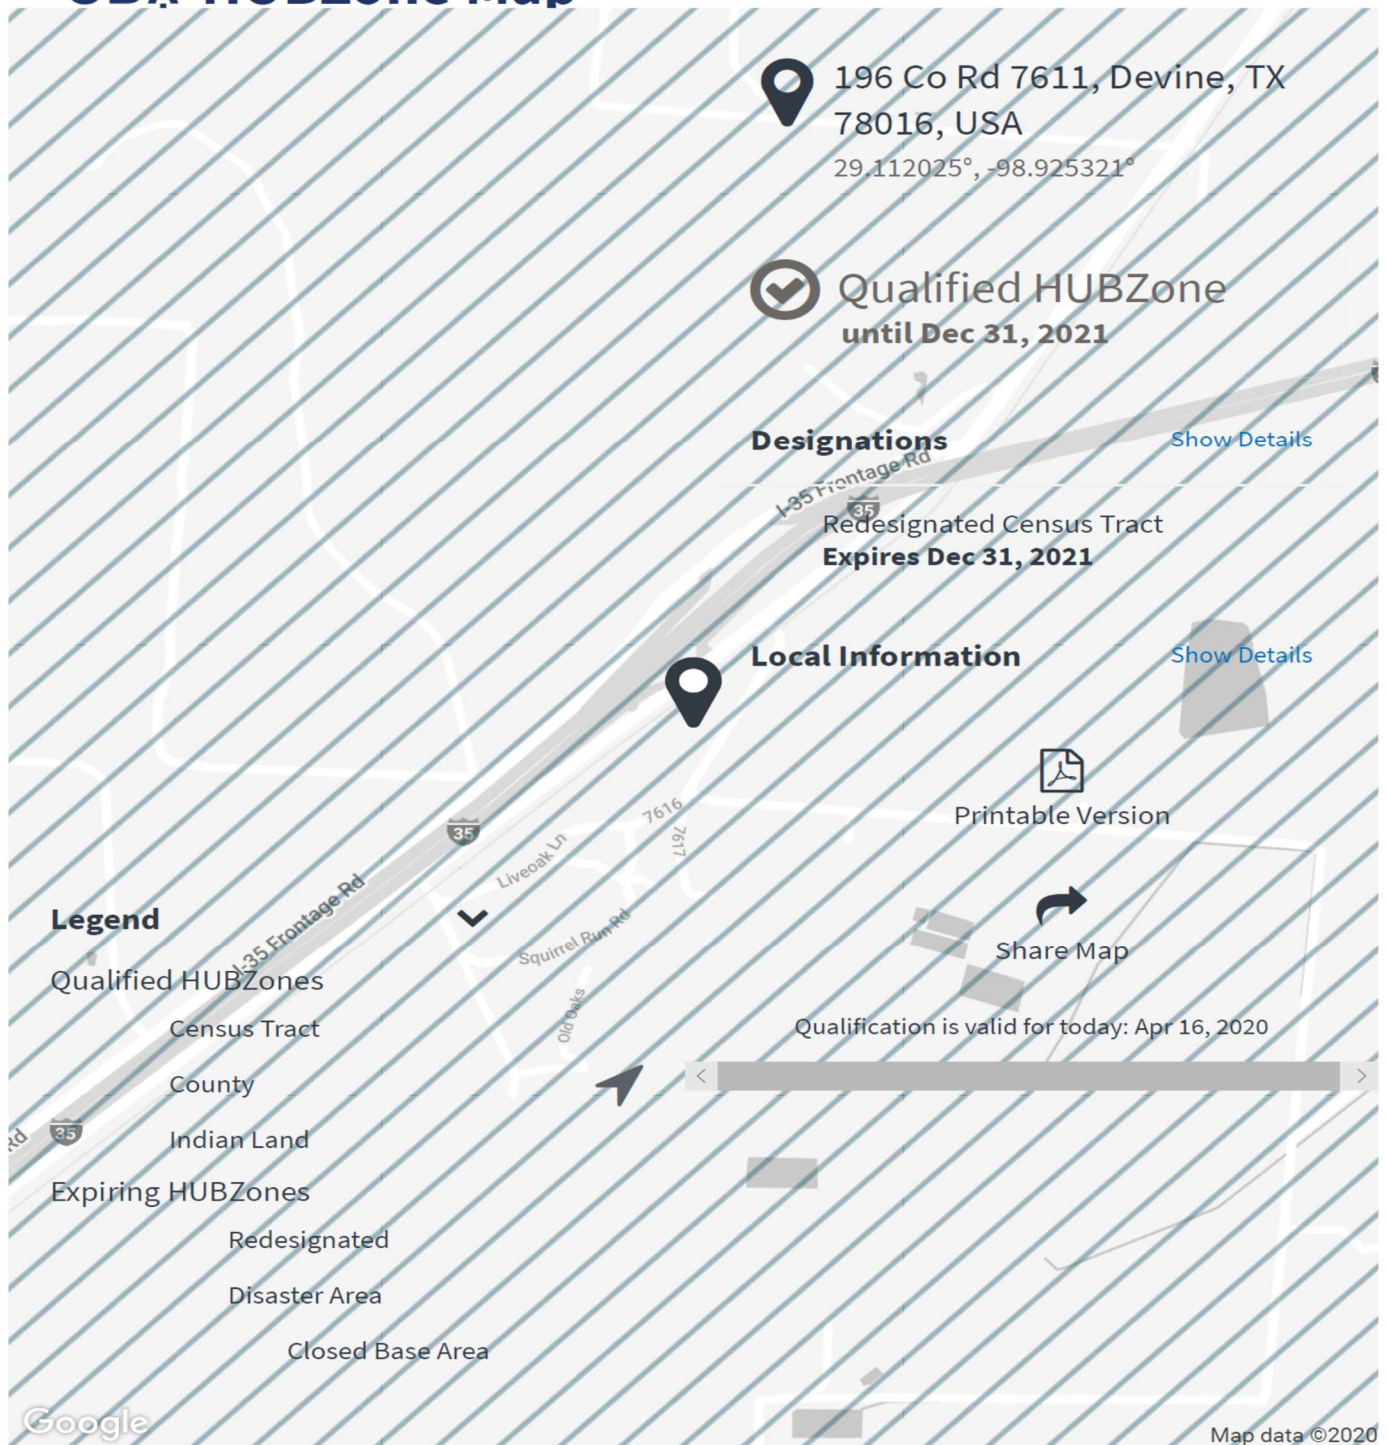 HUBZone Map
196 Co Rd 7611, Devine, TX
78016, USA
29.112025°, -98.925321°
Qualified HUBZone
until Dec 31, 2021
Designations
Show Details
I-35 Frontage Rd
35
Redesignated Census Tract
Expires Dec 31, 2021
Local Information
Show Details
Printable Version
7616
7617
35
Liveoak Ln
Legend
I-35 Frontage Rd
Squirrel Run Rd
Share Map
Qualified HUBZones
Old Oaks
Census Tract
Qualification is valid for today: Apr 16, 2020
County
Rd
35
Indian Land
Expiring HUBZones
Redesignated
Disaster Area
Closed Base Area
Google
Map data ©2020